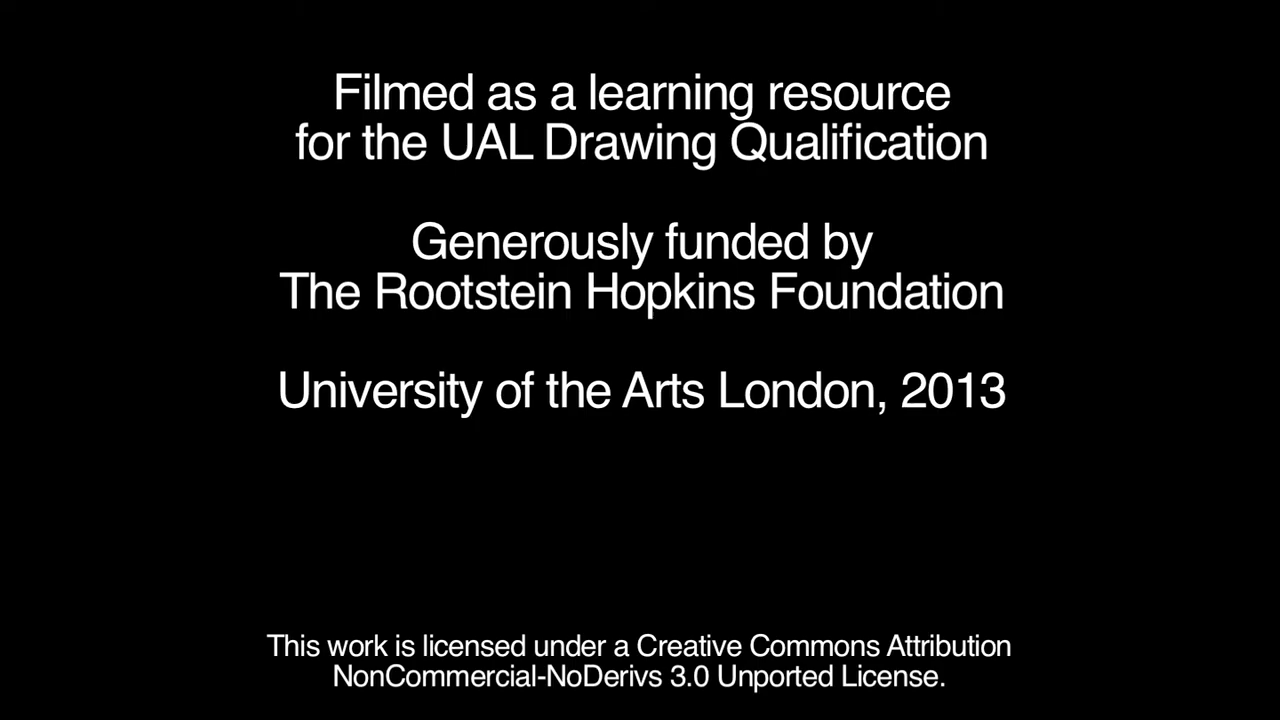 Filmed as a learning resource
for the UAL Drawing Qualification
Generously funded by
The Rootstein Hopkins Foundation
University of the Arts London, 2013
This work is licensed under a Creative Commons Attribution
NonCommercial-NoDerivs 3.0 Unported License.